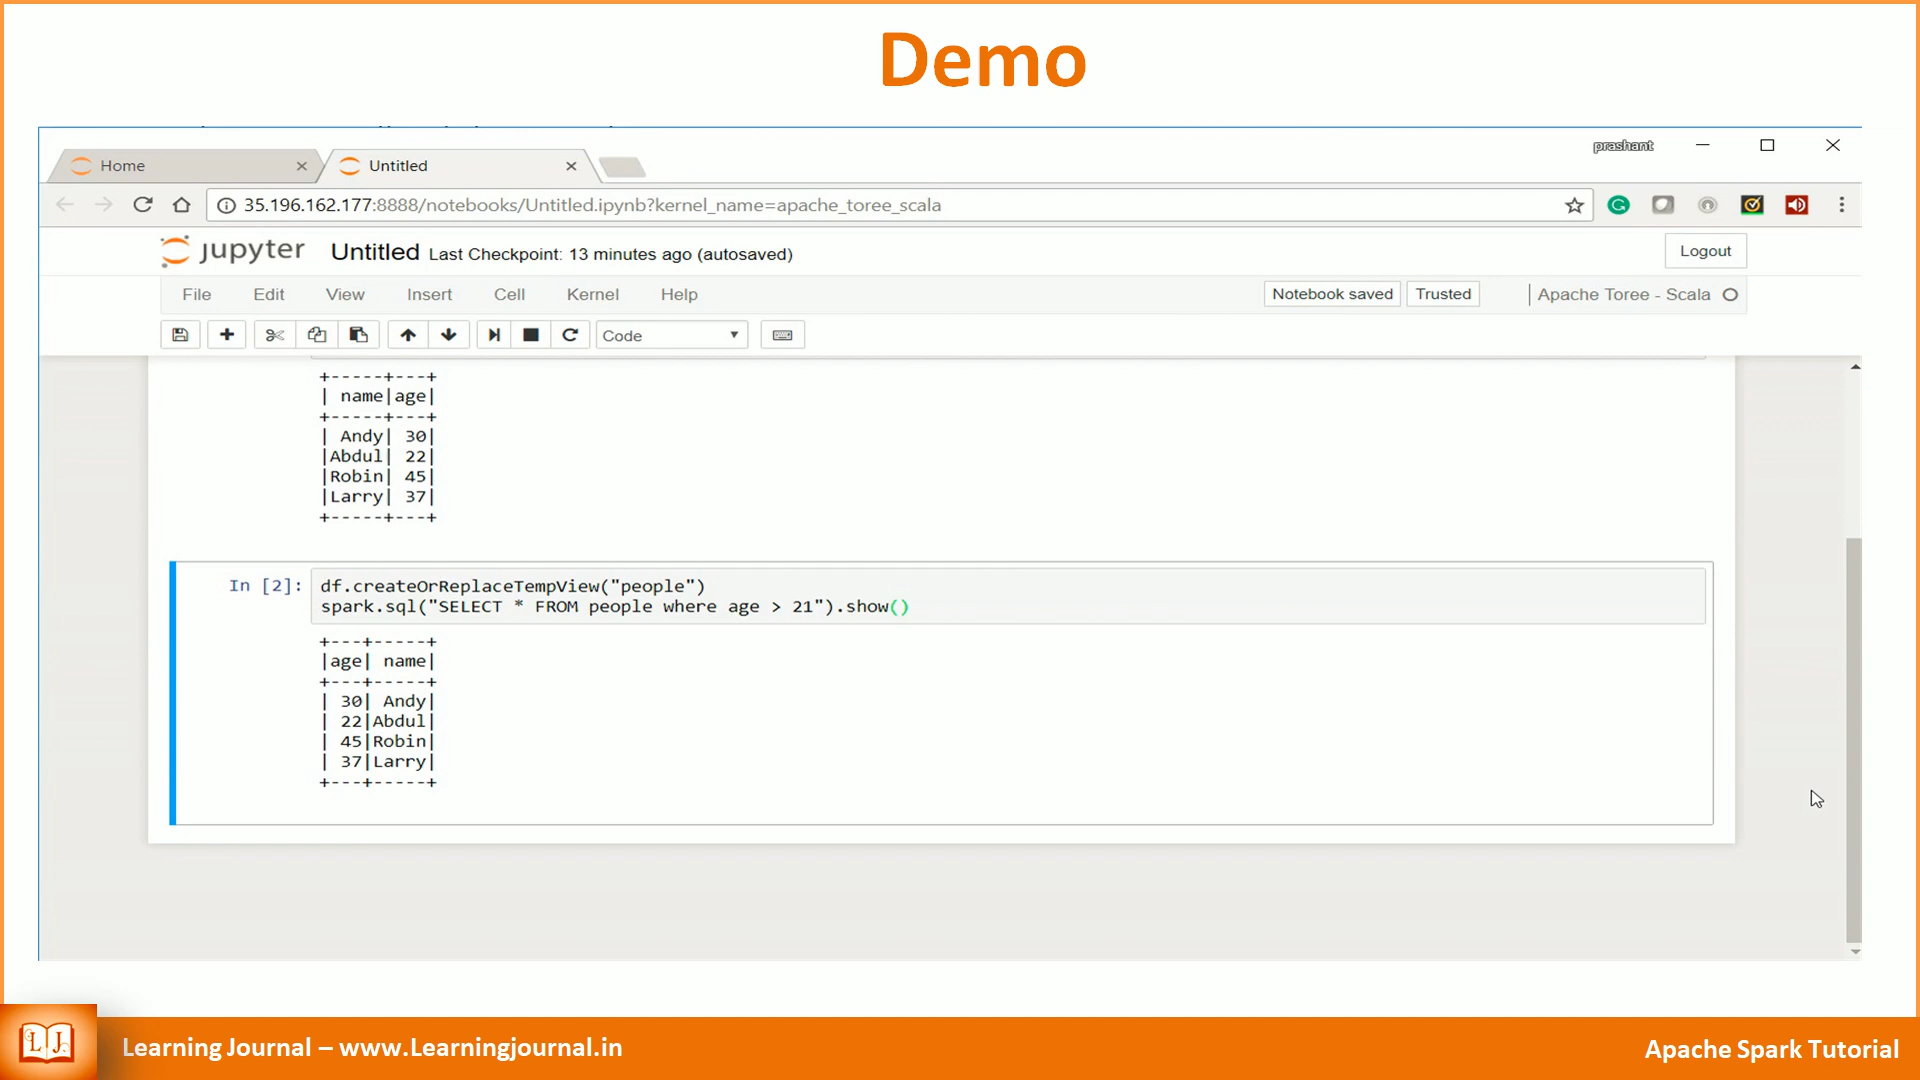 Demo
Home
Untitled
prashant
35.196.162.177:8888/notebooks/Untitled.ipynb?kernel_name=apache_toree_scala
jupyter Untitled Last Checkpoint: 13 minutes ago (autosaved)
Logout
File Edit View Insert Cell Kernel Help
Notebook saved Trusted | Apache Toree - Scala
Code
+-----+---+
| name|age|
+-----+---+
| Andy| 30|
|Abdul| 22|
|Robin| 45|
|Larry| 37|
+-----+---+
In [2]: df.createOrReplaceTempView("people")
spark.sql("SELECT * FROM people where age > 21").show()
+---+-----+
|age| name|
+---+-----+
| 30| Andy|
| 22|Abdul|
| 45|Robin|
| 37|Larry|
+---+-----+
LJ
Learning Journal – www.Learningjournal.in
Apache Spark Tutorial